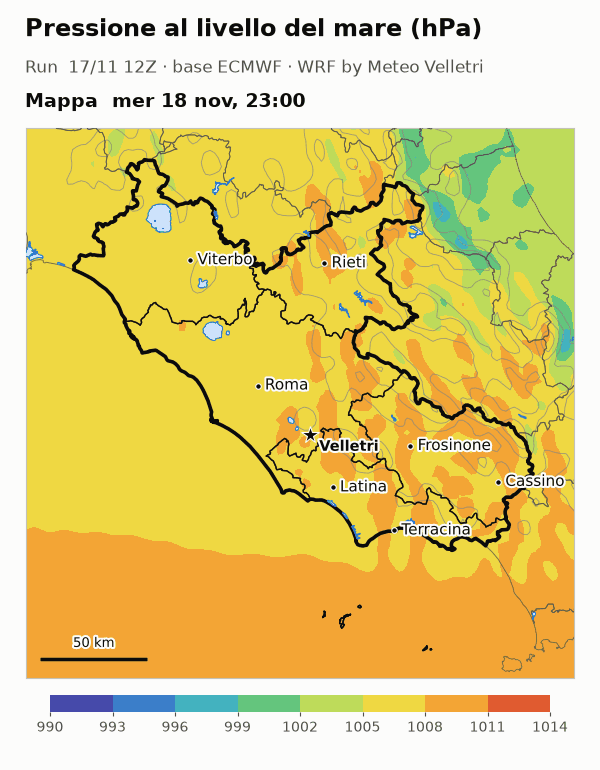 Pressione al livello del mare (hPa)
Run  17/11 12Z · base ECMWF · WRF by Meteo Velletri
Mappa  mer 18 nov, 23:00
Viterbo
Rieti
Roma
Velletri
Frosinone
Cassino
Latina
Terracina
50 km
990 993 996 999 1002 1005 1008 1011 1014